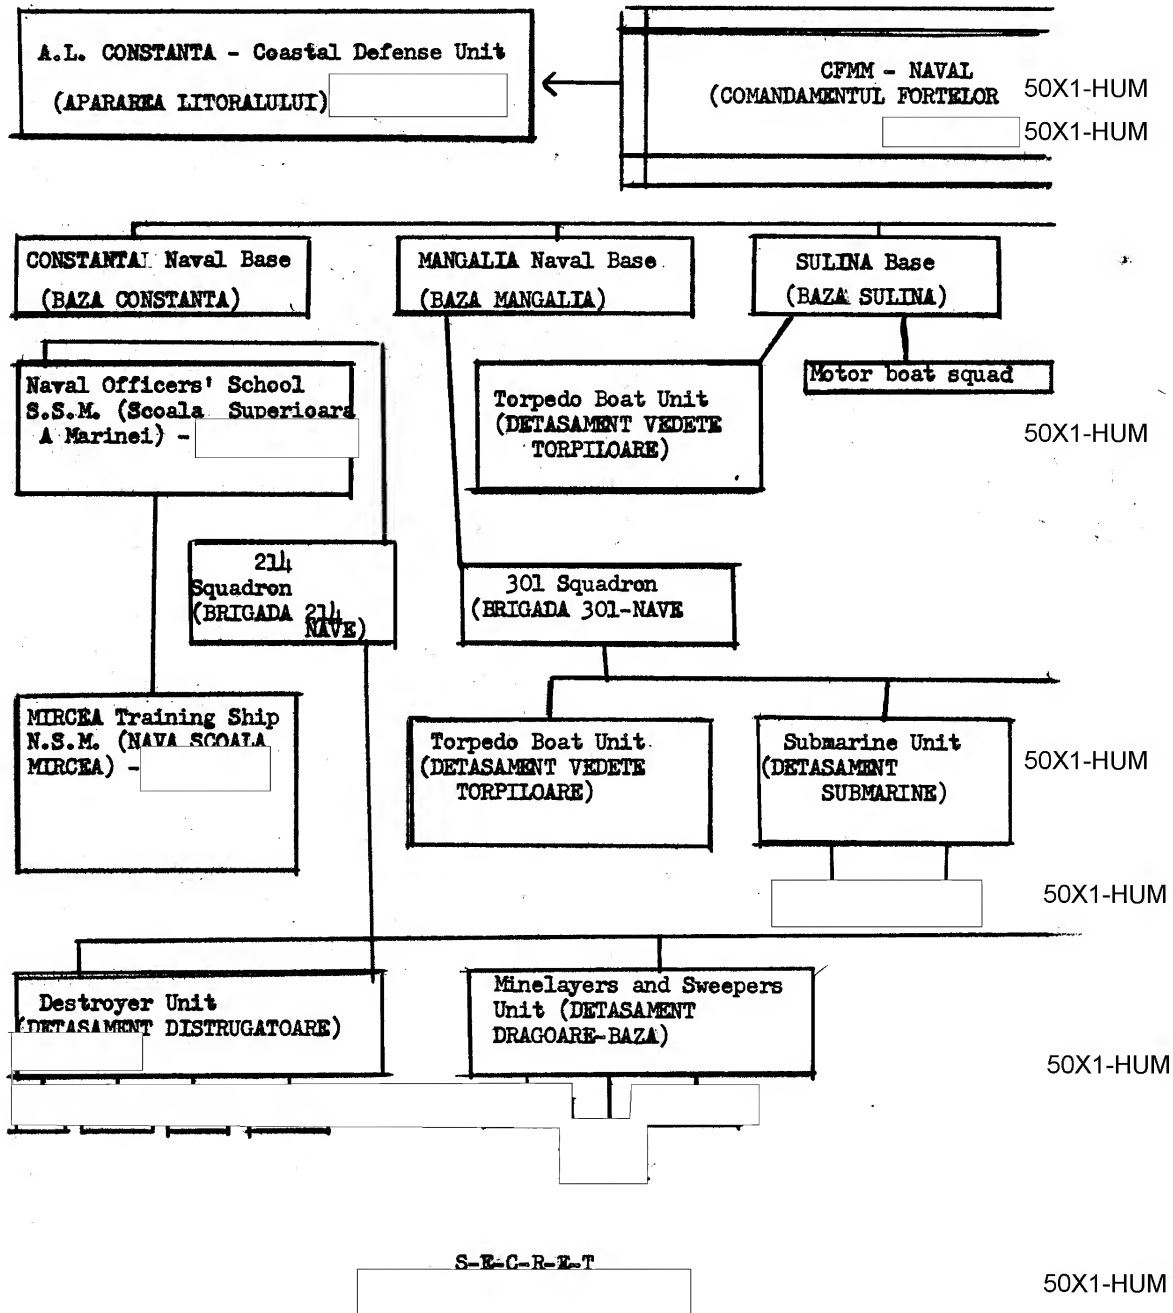 A.L. CONSTANTA - Coastal Defense Unit
(APARAREA LITORALULUI)
CFMM - NAVAL
(COMANDAMENTUL FORTELOR
50X1-HUM
50X1-HUM
CONSTANTA Naval Base
(BAZA CONSTANTA)
MANGALIA Naval Base
(BAZA MANGALIA)
SULINA Base
(BAZA SULINA)
Naval Officers' School
S.S.M. (Scoala Superioara
A Marinei) -
Torpedo Boat Unit
(DETASAMENT VEDETE
TORPILOARE)
Motor boat squad
50X1-HUM
214
Squadron
(BRIGADA 214
NAVE)
301 Squadron
(BRIGADA 301-NAVE
MIRCEA Training Ship
N.S.M. (NAVA SCOALA
MIRCEA) -
Torpedo Boat Unit
(DETASAMENT VEDETE
TORPILOARE)
Submarine Unit
(DETASAMENT
SUBMARINE)
50X1-HUM
50X1-HUM
Destroyer Unit
(DETASAMENT DISTRUGATOARE)
Minelayers and Sweepers
Unit (DETASAMENT
DRAGOARE-BAZA)
50X1-HUM
S-E-C-R-E-T
50X1-HUM